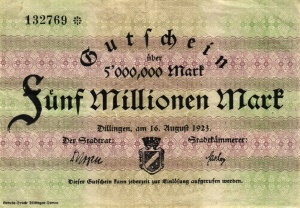 132769 *
Gutschein
über
5'000,000 Mark
Fünf Millionen Mark
Dillingen, am 16. August 1923
Der Stadtrat: Stadtkämmerer:
Dieser Gutschein kann jederzeit zur Einlösung aufgerufen werden.